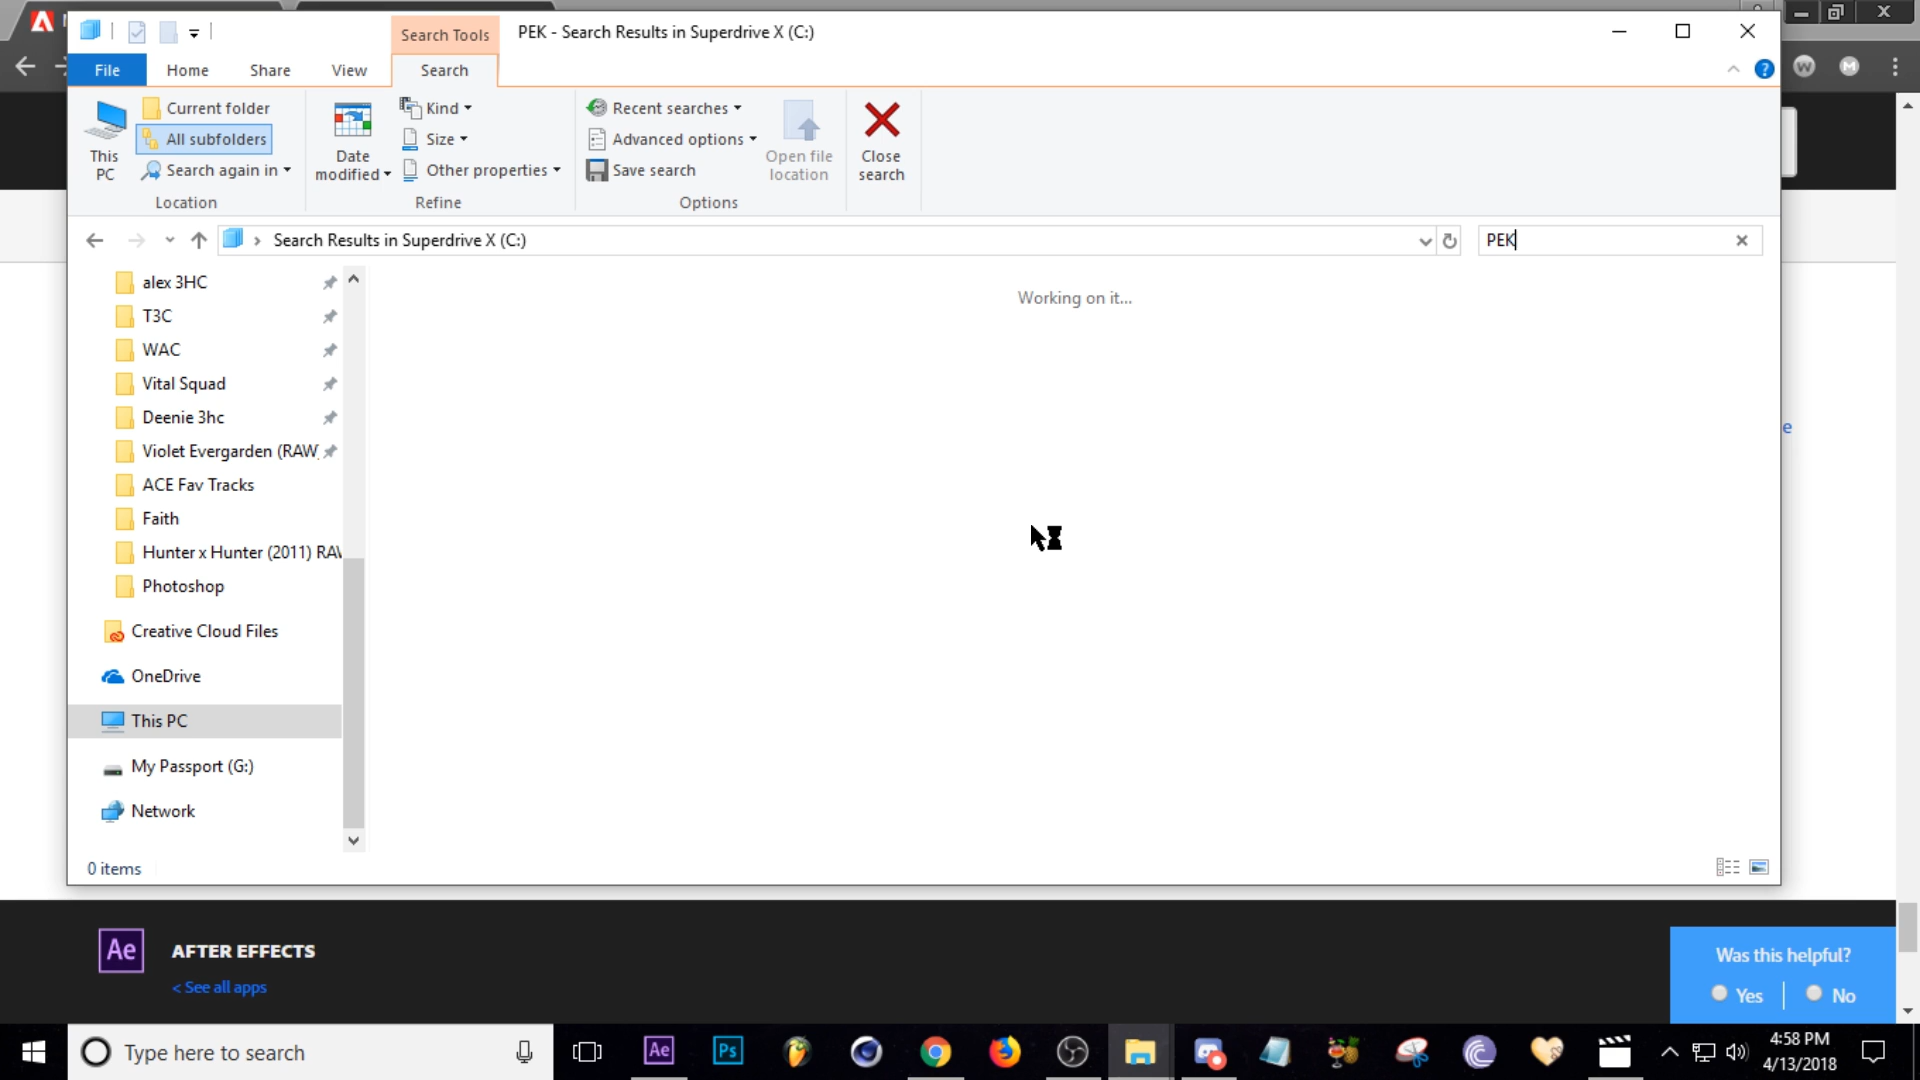 Search Tools
PEK - Search Results in Superdrive X (C:)
File
Home
Share
View
Search
This PC
Current folder
All subfolders
Search again in
Location
Date modified
Kind
Size
Other properties
Refine
Recent searches
Advanced options
Save search
Options
Open file location
Close search
W
M
?
Search Results in Superdrive X (C:)
PEK
alex 3HC
T3C
WAC
Vital Squad
Deenie 3hc
Violet Evergarden (RAW
ACE Fav Tracks
Faith
Hunter x Hunter (2011) RAW
Photoshop
Creative Cloud Files
OneDrive
This PC
My Passport (G:)
Network
Working on it...
e
0 items
Ae
AFTER EFFECTS
< See all apps
Was this helpful?
Yes
No
Type here to search
Ae
Ps
4:58 PM
4/13/2018